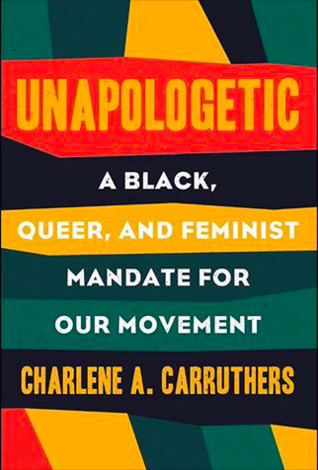 UNAPOLOGETIC
A BLACK,
QUEER, AND FEMINIST
MANDATE FOR
OUR MOVEMENT
CHARLENE A. CARRUTHERS